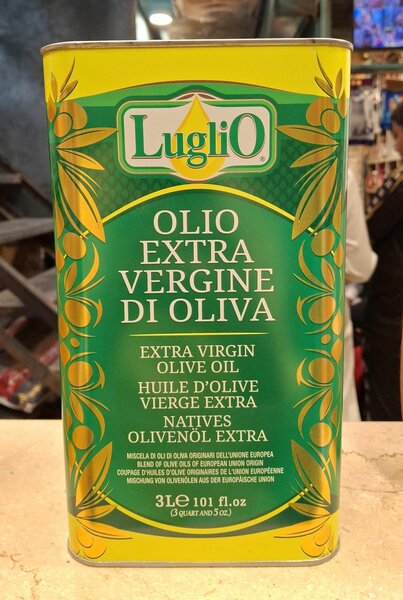 LugliO
®
OLIO
EXTRA
VERGINE
DI OLIVA
EXTRA VIRGIN
OLIVE OIL
HUILE D'OLIVE
VIERGE EXTRA
NATIVES
OLIVENÖL EXTRA
MISCELA DI OLI DI OLIVA ORIGINARI DELL'UNIONE EUROPEA
BLEND OF OLIVE OILS OF EUROPEAN UNION ORIGIN
COUPAGE D'HUILES D'OLIVE ORIGINAIRES DE L'UNION EUROPÉENNE
MISCHUNG VON OLIVENÖLEN AUS DER EUROPÄISCHE UNION
3L℮ 101 fl.oz
(3 QUART AND 5 OZ.)